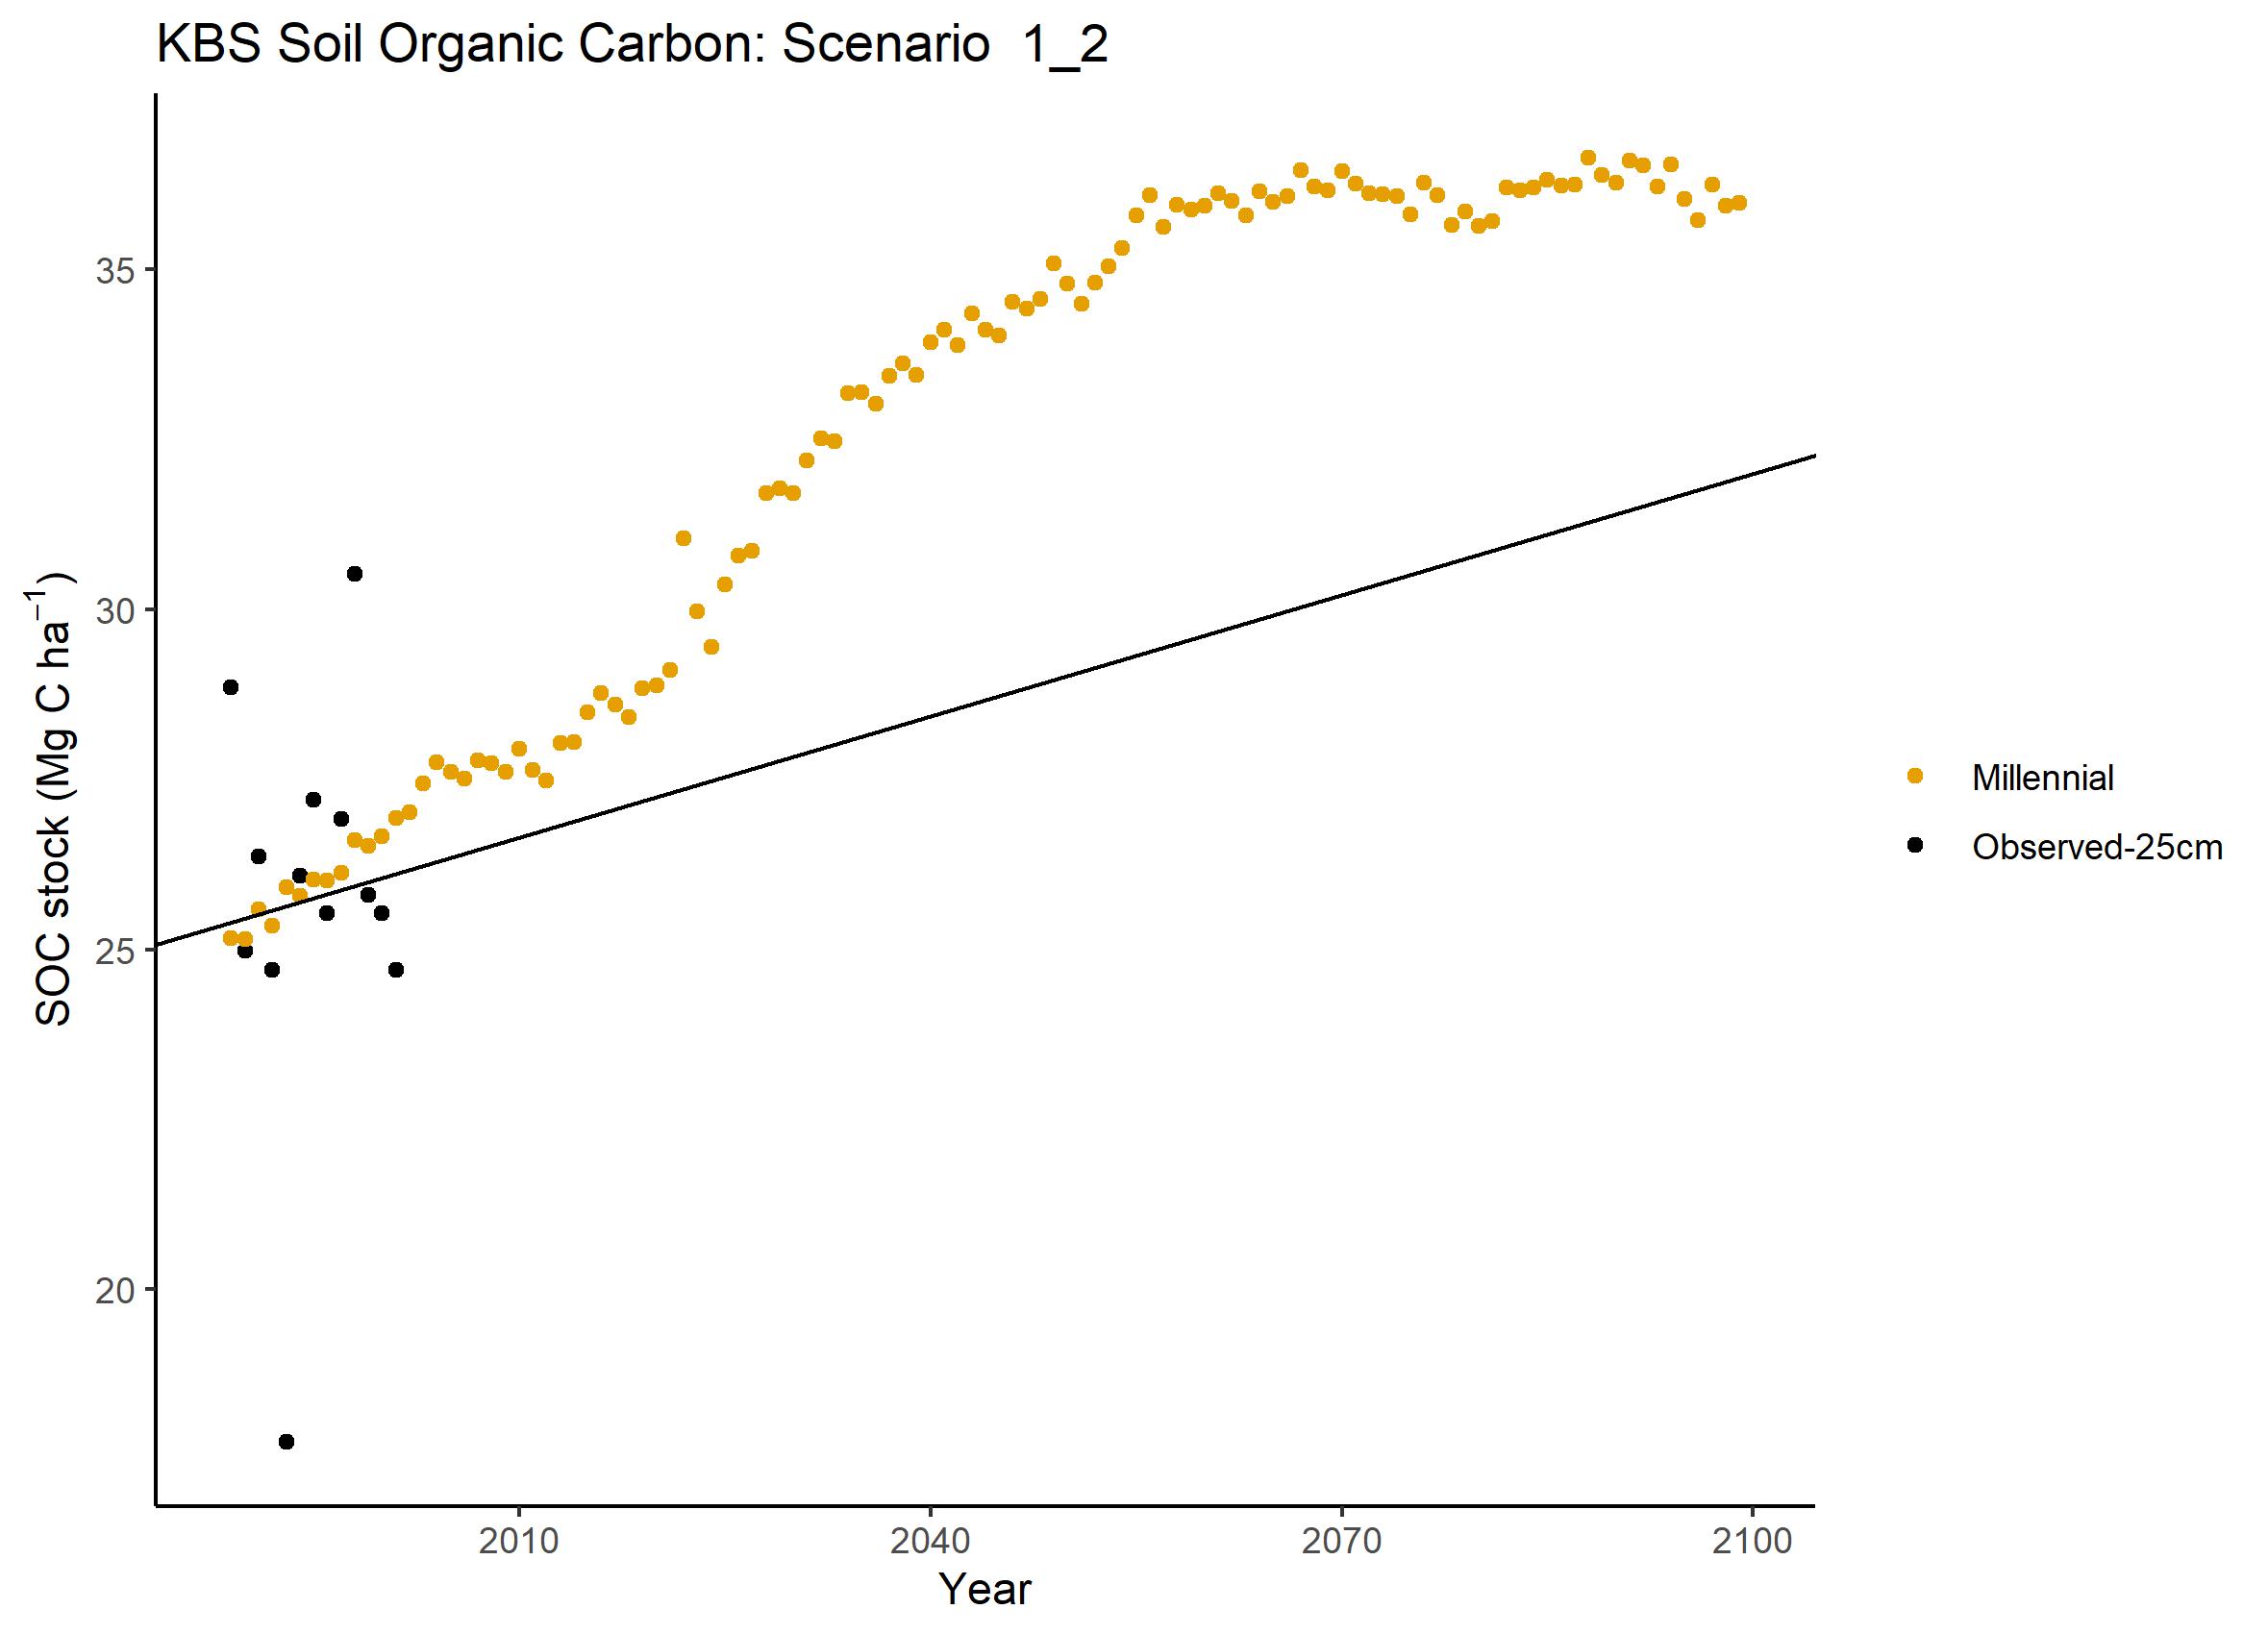 KBS Soil Organic Carbon: Scenario  1_2
SOC stock (Mg C ha⁻¹)
35
30
25
20
2010 2040 2070 2100
Year
Millennial
Observed-25cm